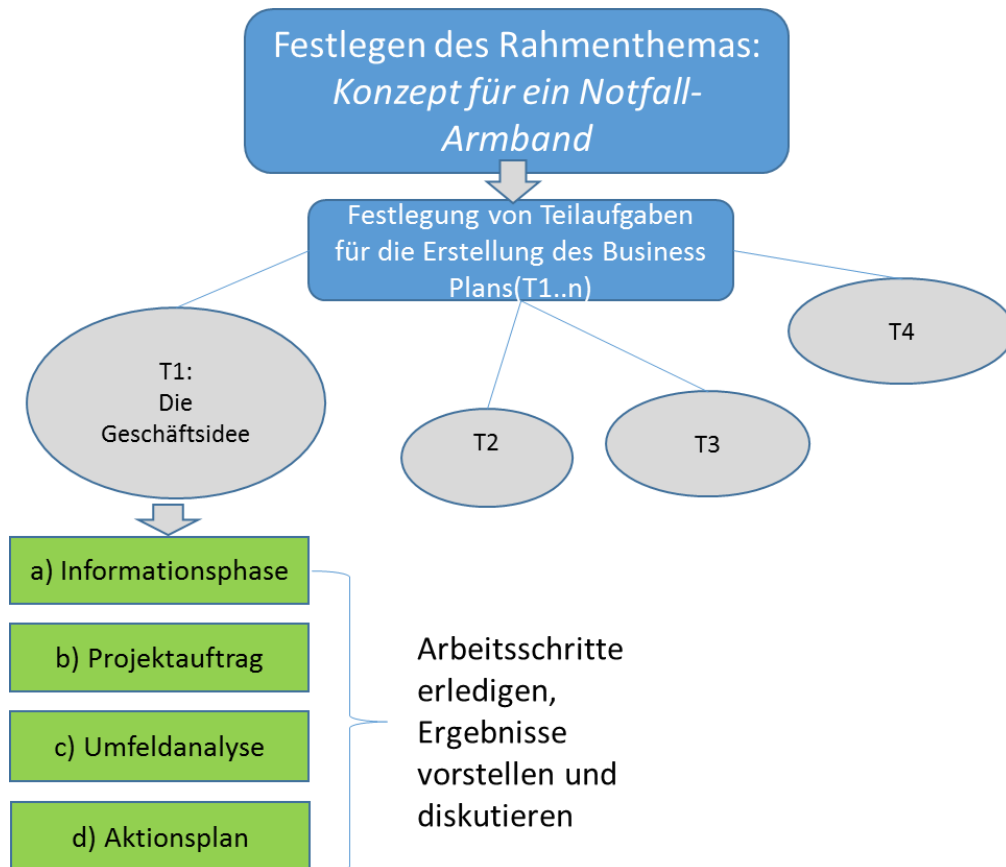 Festlegen des Rahmenthemas:
Konzept für ein Notfall-
Armband
Festlegung von Teilaufgaben
für die Erstellung des Business
Plans(T1..n)
T1:
Die
Geschäftsidee
T2
T3
T4
a) Informationsphase
b) Projektauftrag
c) Umfeldanalyse
d) Aktionsplan
Arbeitsschritte
erledigen,
Ergebnisse
vorstellen und
diskutieren